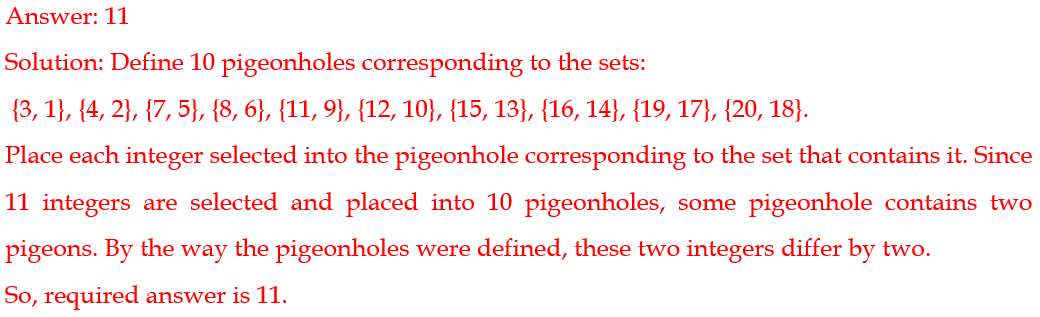 Answer: 11
Solution: Define 10 pigeonholes corresponding to the sets:
{3, 1}, {4, 2}, {7, 5}, {8, 6}, {11, 9}, {12, 10}, {15, 13}, {16, 14}, {19, 17}, {20, 18}.
Place each integer selected into the pigeonhole corresponding to the set that contains it. Since
11 integers are selected and placed into 10 pigeonholes, some pigeonhole contains two
pigeons. By the way the pigeonholes were defined, these two integers differ by two.
So, required answer is 11.